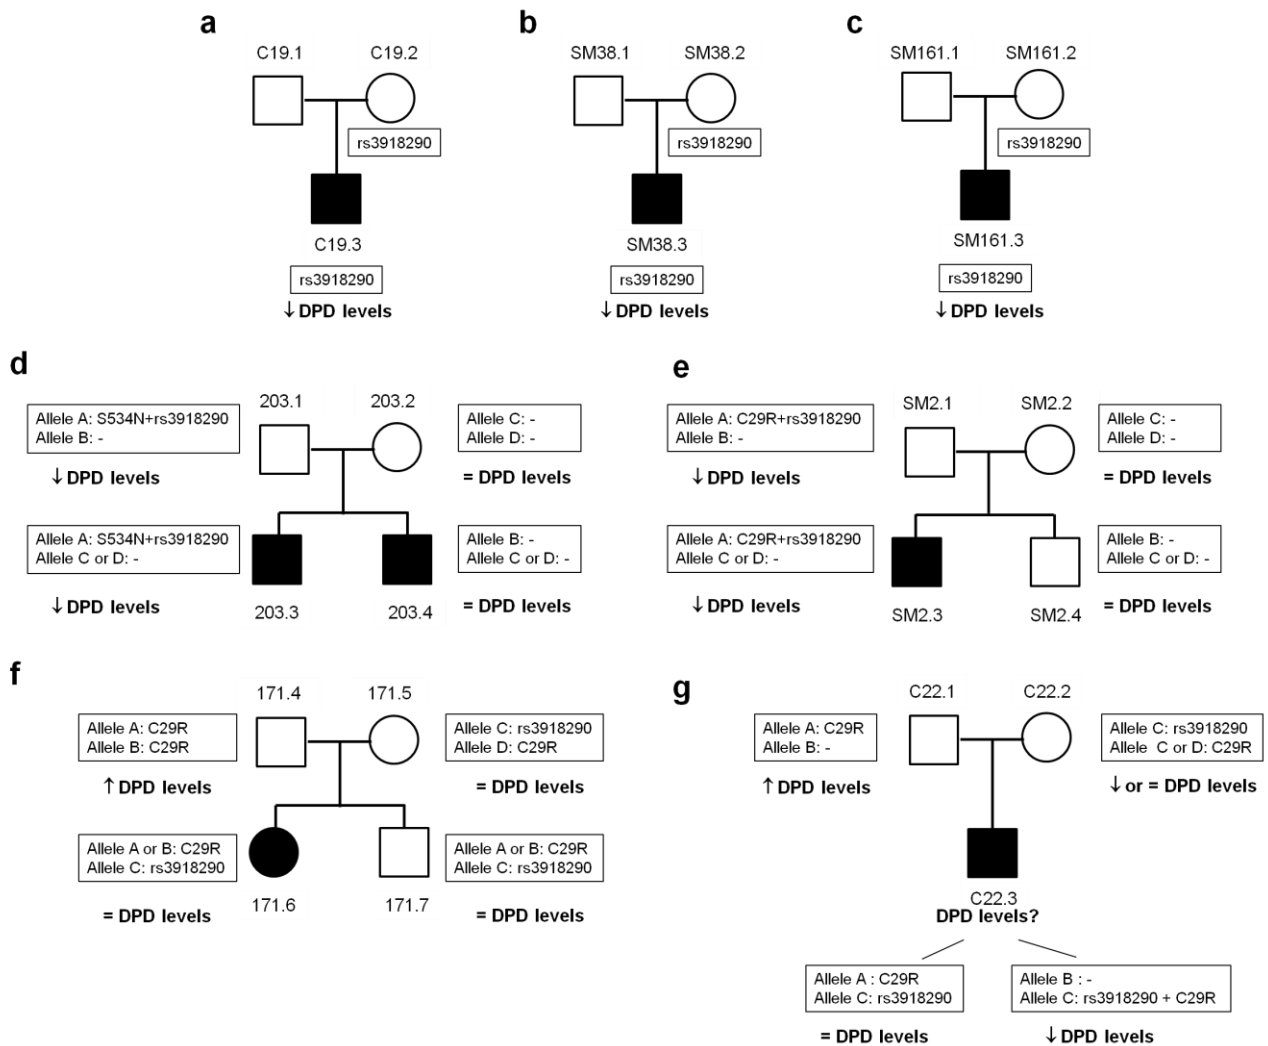 a
C19.1
C19.2
rs3918290
C19.3
rs3918290
↓ DPD levels
b
SM38.1
SM38.2
rs3918290
SM38.3
rs3918290
↓ DPD levels
c
SM161.1
SM161.2
rs3918290
SM161.3
rs3918290
↓ DPD levels
d
Allele A: S534N+rs3918290
Allele B: -
↓ DPD levels
203.1
203.2
Allele C: -
Allele D: -
= DPD levels
Allele A: S534N+rs3918290
Allele C or D: -
↓ DPD levels
203.3
203.4
Allele B: -
Allele C or D: -
= DPD levels
e
Allele A: C29R+rs3918290
Allele B: -
↓ DPD levels
SM2.1
SM2.2
Allele C: -
Allele D: -
= DPD levels
Allele A: C29R+rs3918290
Allele C or D: -
↓ DPD levels
SM2.3
SM2.4
Allele B: -
Allele C or D: -
= DPD levels
f
Allele A: C29R
Allele B: C29R
↑ DPD levels
171.4
171.5
Allele C: rs3918290
Allele D: C29R
= DPD levels
Allele A or B: C29R
Allele C: rs3918290
= DPD levels
171.6
171.7
Allele A or B: C29R
Allele C: rs3918290
= DPD levels
g
Allele A: C29R
Allele B: -
↑ DPD levels
C22.1
C22.2
Allele C: rs3918290
Allele C or D: C29R
↓ or = DPD levels
C22.3
DPD levels?
Allele A : C29R
Allele C: rs3918290
= DPD levels
Allele B : -
Allele C: rs3918290 + C29R
↓ DPD levels